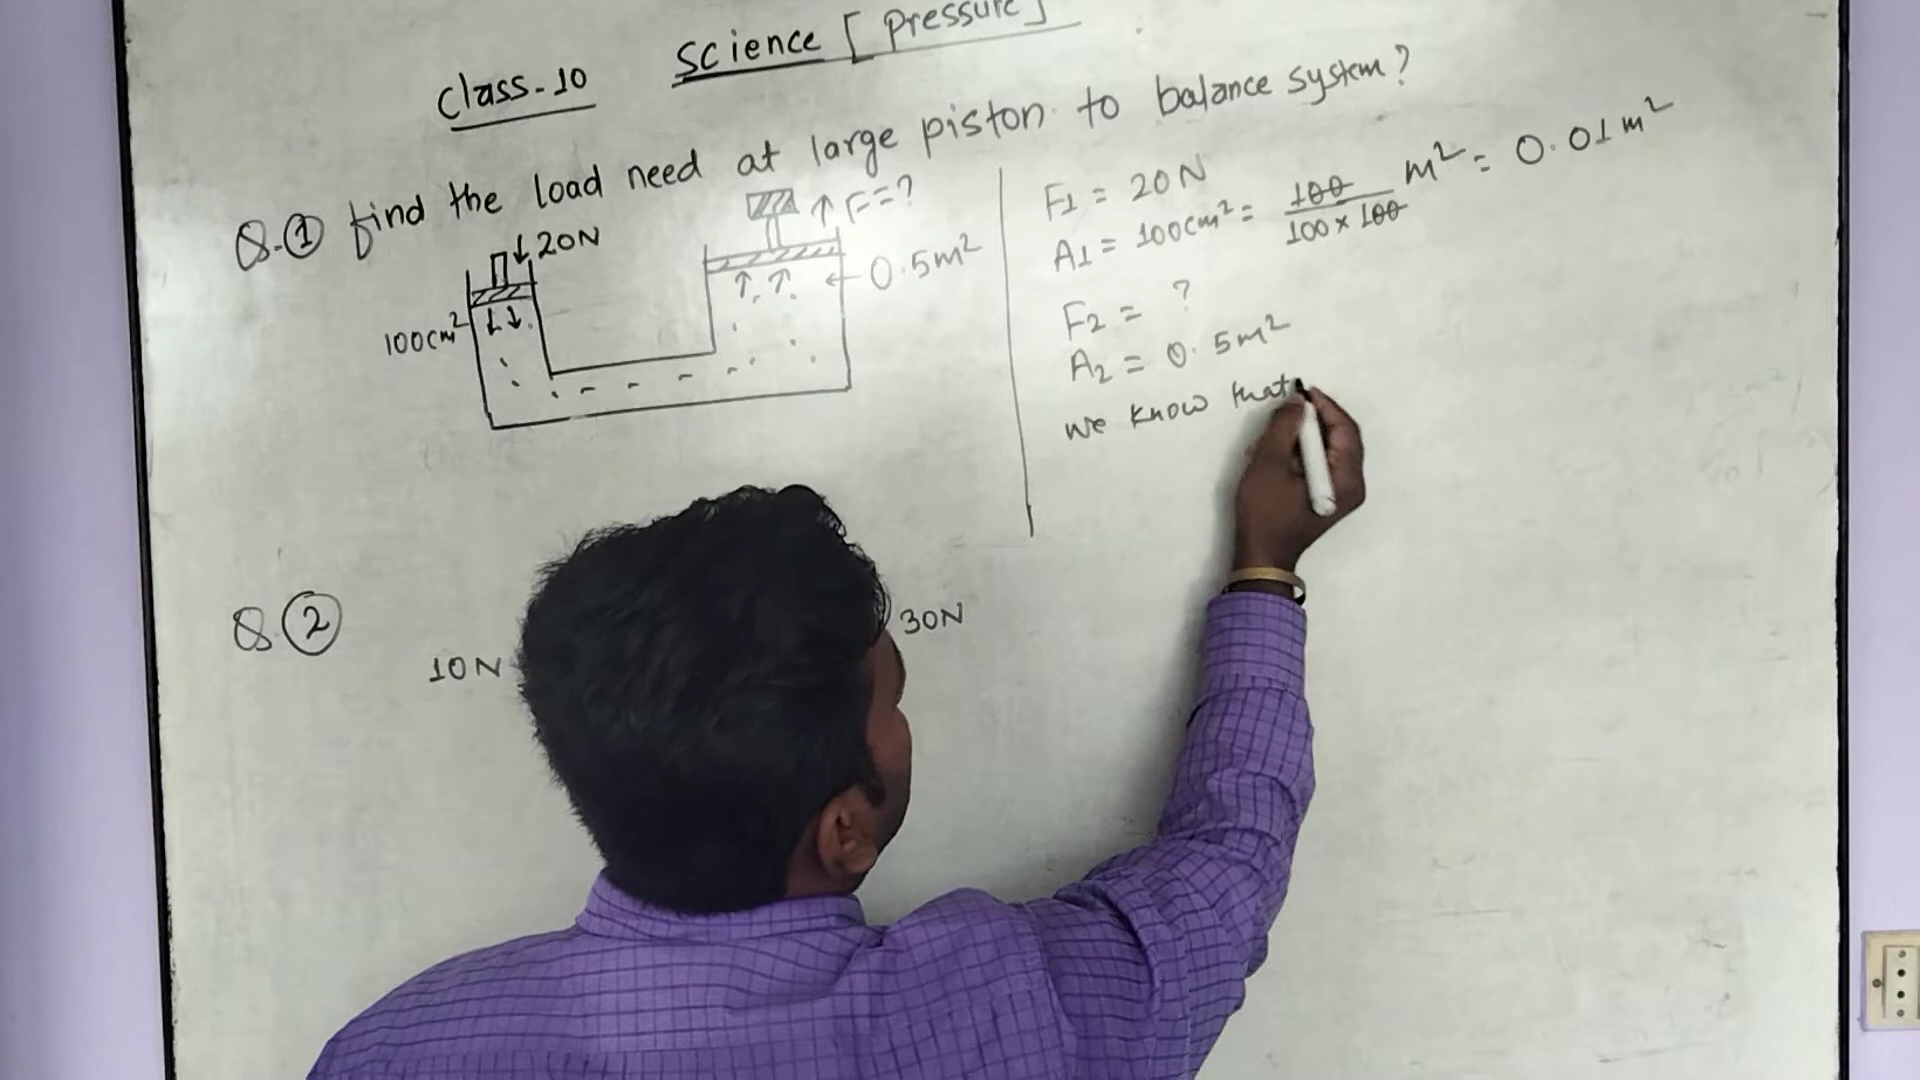 Class-10 Science [Pressure]
Q.① find the load need at large piston to balance system?
20N
F=?
100cm²
0.5m²
F1 = 20N
A1 = 100cm² = 100/100×100 m² = 0.01m²
F2 = ?
A2 = 0.5m²
we know that
Q.②
10N
30N